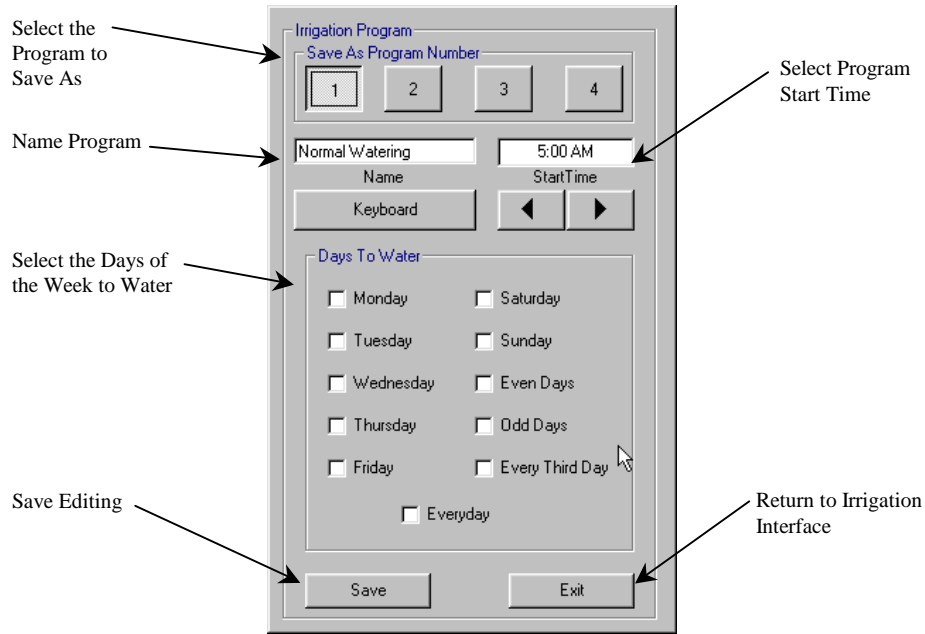 Select the
Program to
Save As
Irrigation Program
Save As Program Number
1 2 3 4
Select Program
Start Time
Name Program
Normal Watering 5:00 AM
Name StartTime
Keyboard
Select the Days of
the Week to Water
Days To Water
Monday Saturday
Tuesday Sunday
Wednesday Even Days
Thursday Odd Days
Friday Every Third Day
Everyday
Save Editing
Return to Irrigation
Interface
Save Exit